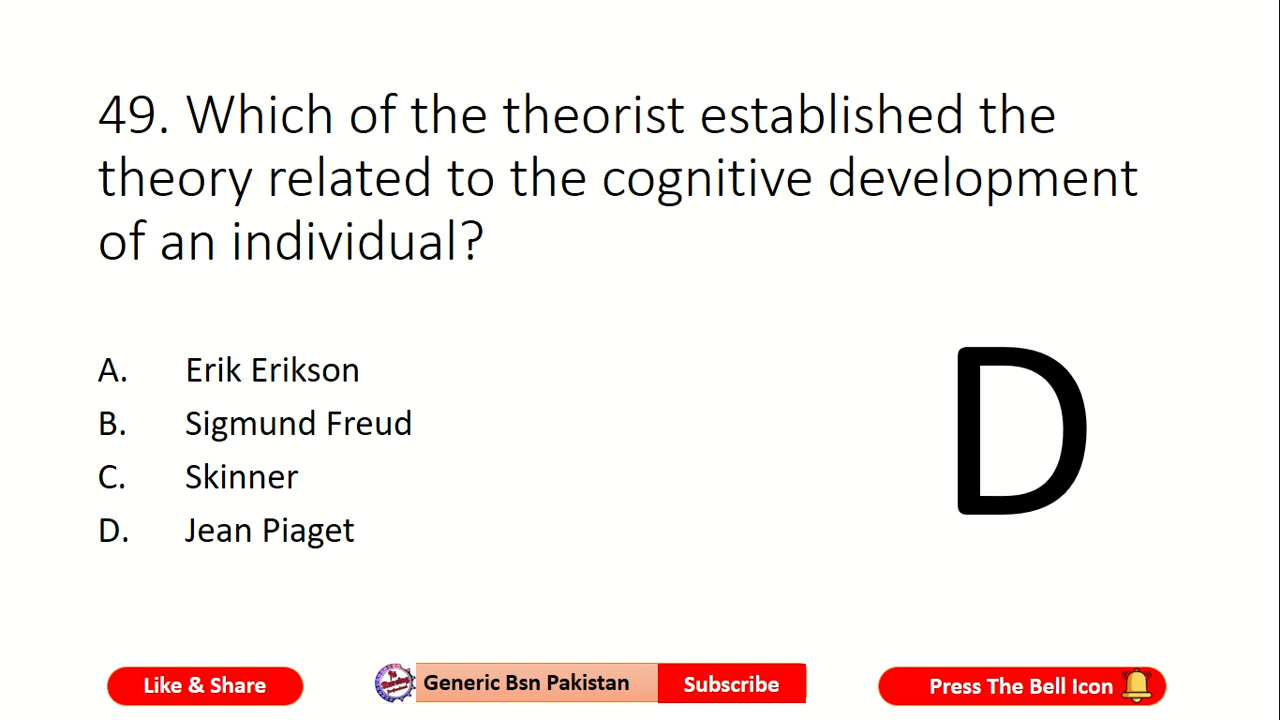 49. Which of the theorist established the
theory related to the cognitive development
of an individual?
A. Erik Erikson
B. Sigmund Freud
C. Skinner
D. Jean Piaget
D
Like & Share
Generic Bsn Pakistan
Subscribe
Press The Bell Icon